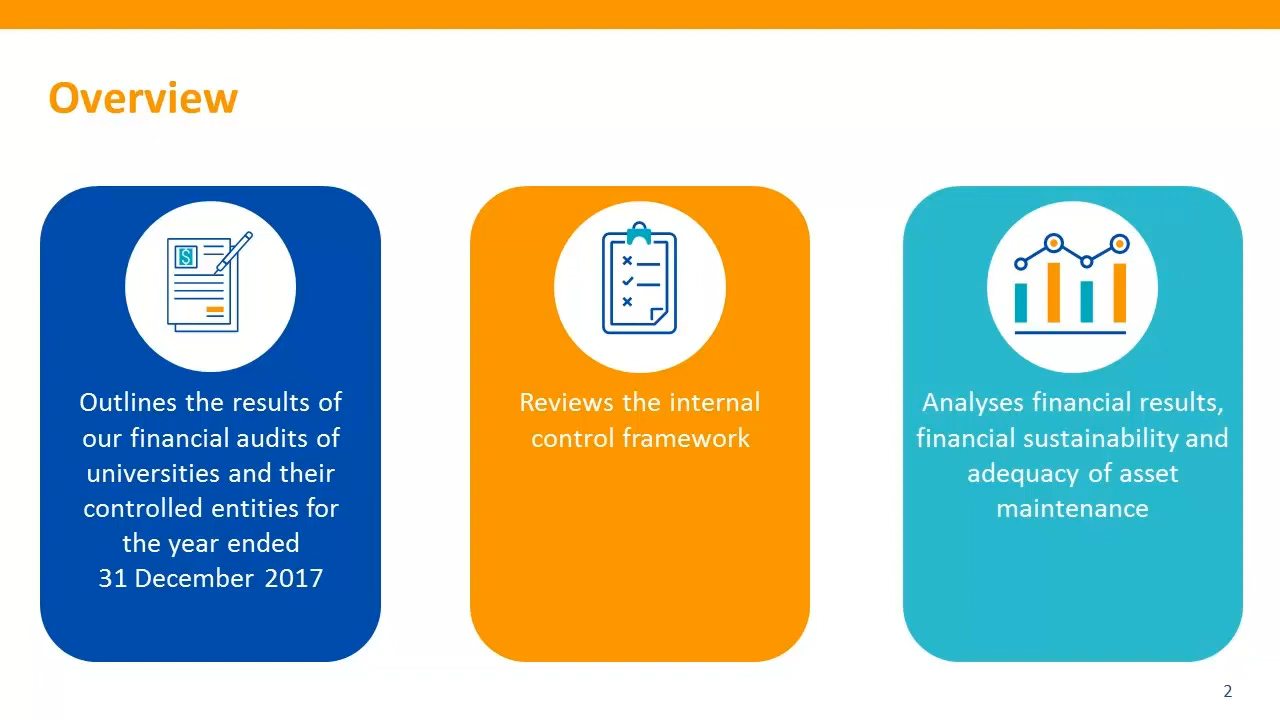 Overview
Outlines the results of
our financial audits of
universities and their
controlled entities for
the year ended
31 December 2017
Reviews the internal
control framework
Analyses financial results,
financial sustainability and
adequacy of asset
maintenance
$
2